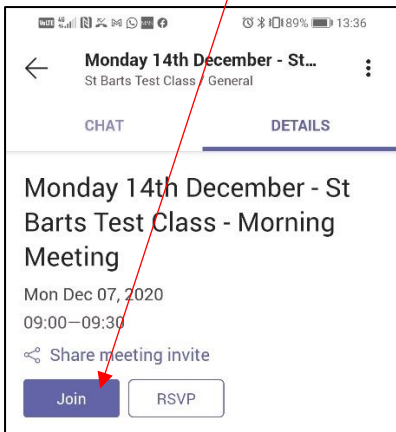 89% 13:36
Monday 14th December - St...
St Barts Test Class / General
CHAT DETAILS
Monday 14th December - St
Barts Test Class - Morning
Meeting
Mon Dec 07, 2020
09:00—09:30
Share meeting invite
Join RSVP